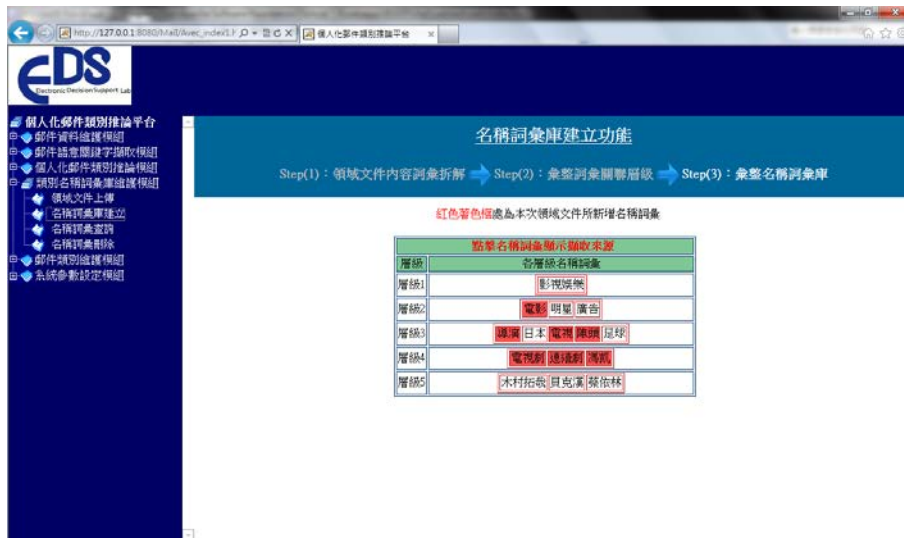 http://127.0.0.1:8080/Mail/Avec_index1.h
個人化郵件類別推論平台
EDS
Electronic Decision Support Lab
個人化郵件類別推論平台
郵件資料維護模組
郵件語意關鍵字擷取模組
個人化郵件類別推論模組
類別名稱詞彙庫維護模組
領域文件上傳
名稱詞彙庫建立
名稱詞彙查詢
名稱詞彙刪除
郵件類別維護模組
系統參數設定模組
名稱詞彙庫建立功能
Step(1)：領域文件內容詞彙拆解 Step(2)：彙整詞彙關聯層級 Step(3)：彙整名稱詞彙庫
紅色著色框處為本次領域文件所新增名稱詞彙
點擊名稱詞彙顯示擷取來源
層級 各層級名稱詞彙
層級1 影視娛樂
層級2 電影 明星 廣告
層級3 導演 日本 電視 陣頭 足球
層級4 電視劇 連續劇 馮凱
層級5 木村拓哉 貝克漢 蔡依林